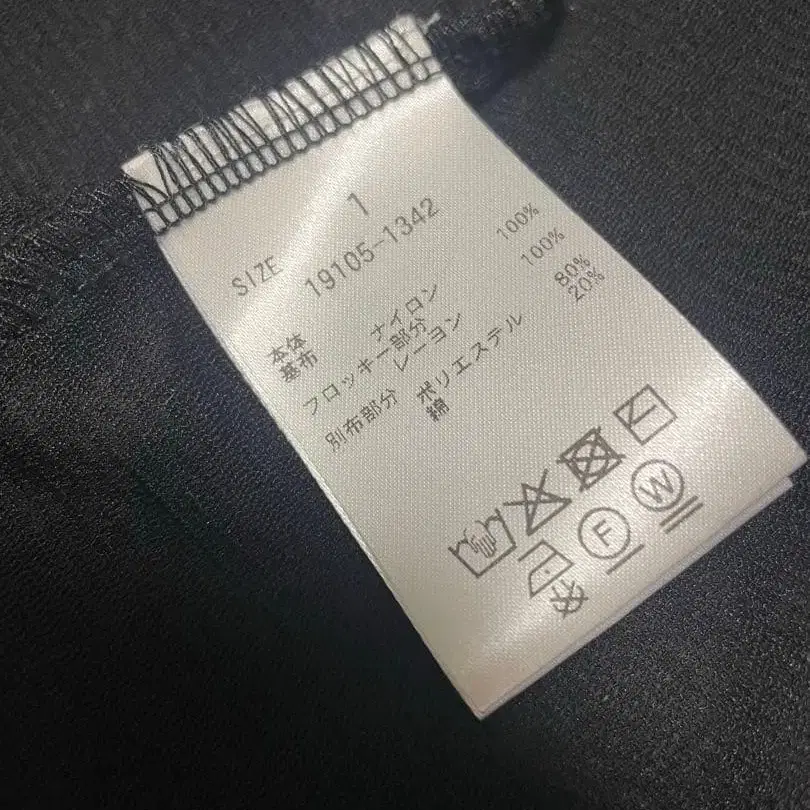 SIZE 1
19105-1342
本体
基布 ナイロン 100%
フロッキー部分
レーヨン 100%
別布部分 ポリエステル 80%
綿 20%
F W